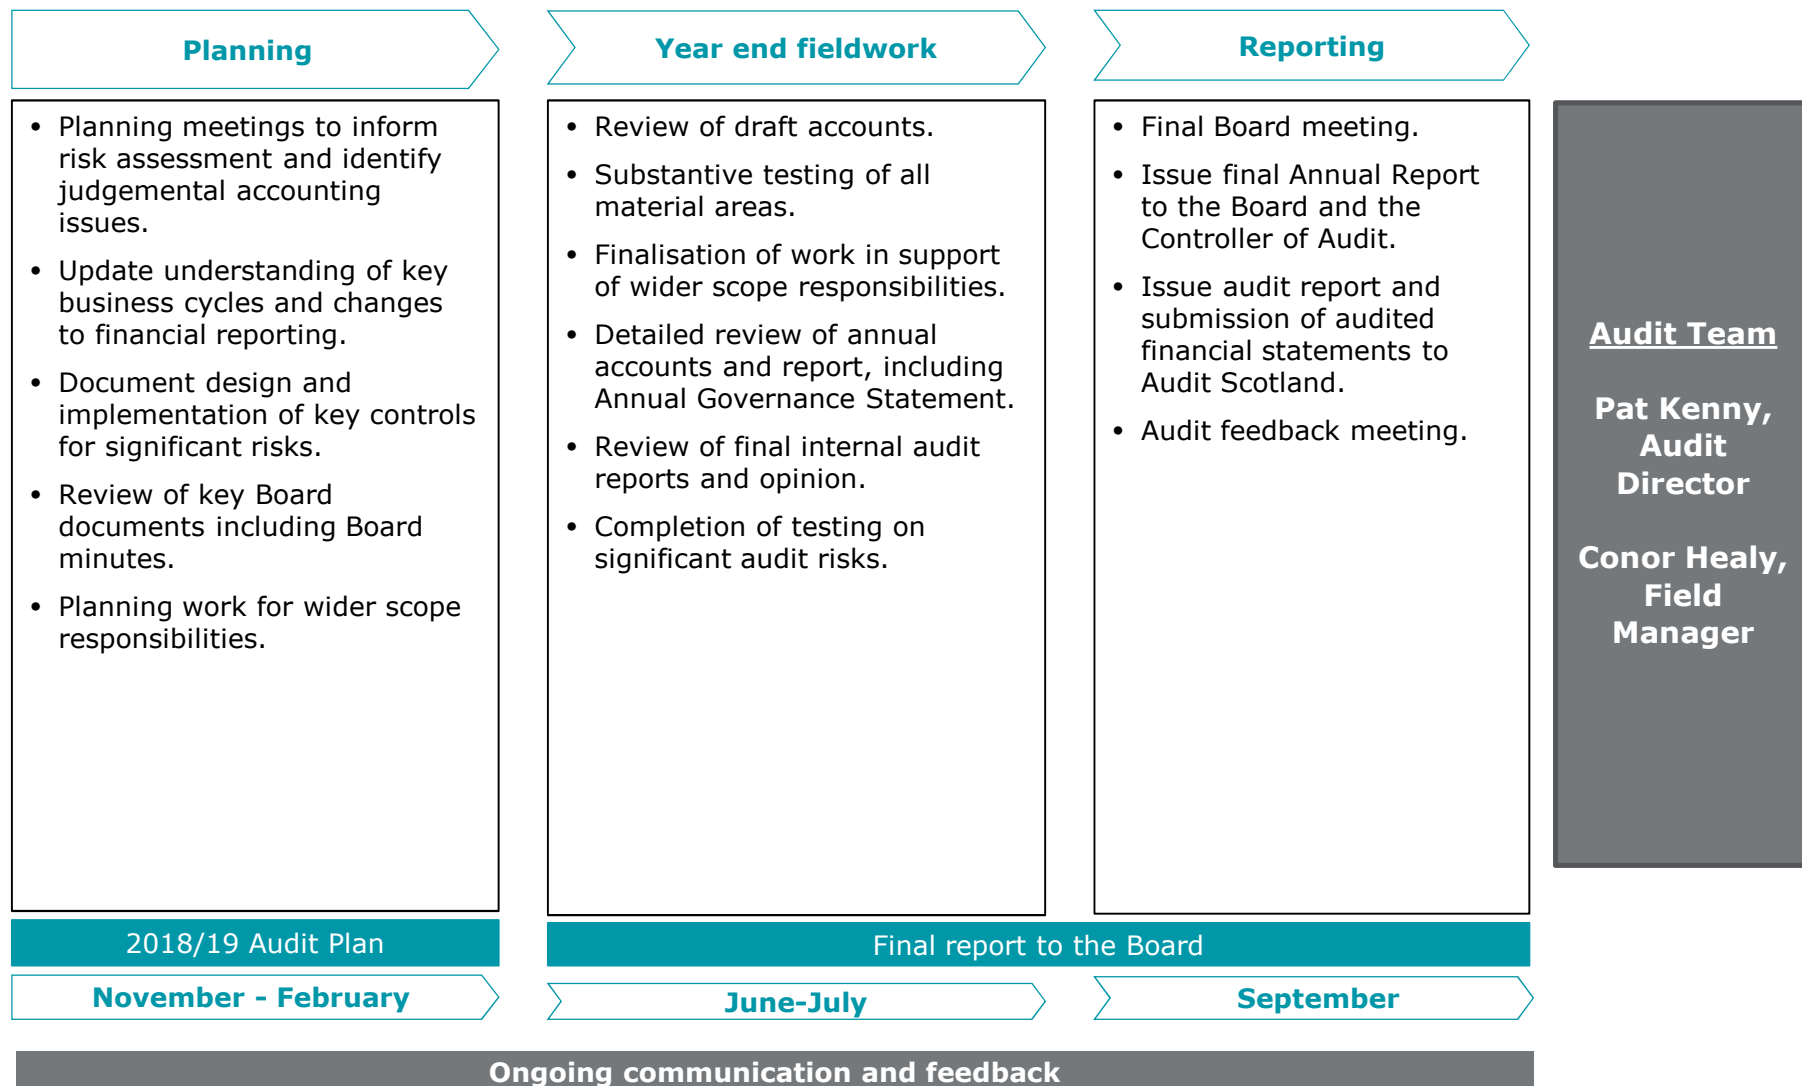 Planning
• Planning meetings to inform
risk assessment and identify
judgemental accounting
issues.
• Update understanding of key
business cycles and changes
to financial reporting.
• Document design and
implementation of key controls
for significant risks.
• Review of key Board
documents including Board
minutes.
• Planning work for wider scope
responsibilities.
2018/19 Audit Plan
November - February
Year end fieldwork
• Review of draft accounts.
• Substantive testing of all
material areas.
• Finalisation of work in support
of wider scope responsibilities.
• Detailed review of annual
accounts and report, including
Annual Governance Statement.
• Review of final internal audit
reports and opinion.
• Completion of testing on
significant audit risks.
June-July
Reporting
• Final Board meeting.
• Issue final Annual Report
to the Board and the
Controller of Audit.
• Issue audit report and
submission of audited
financial statements to
Audit Scotland.
• Audit feedback meeting.
Final report to the Board
September
Audit Team
Pat Kenny,
Audit
Director
Conor Healy,
Field
Manager
Ongoing communication and feedback